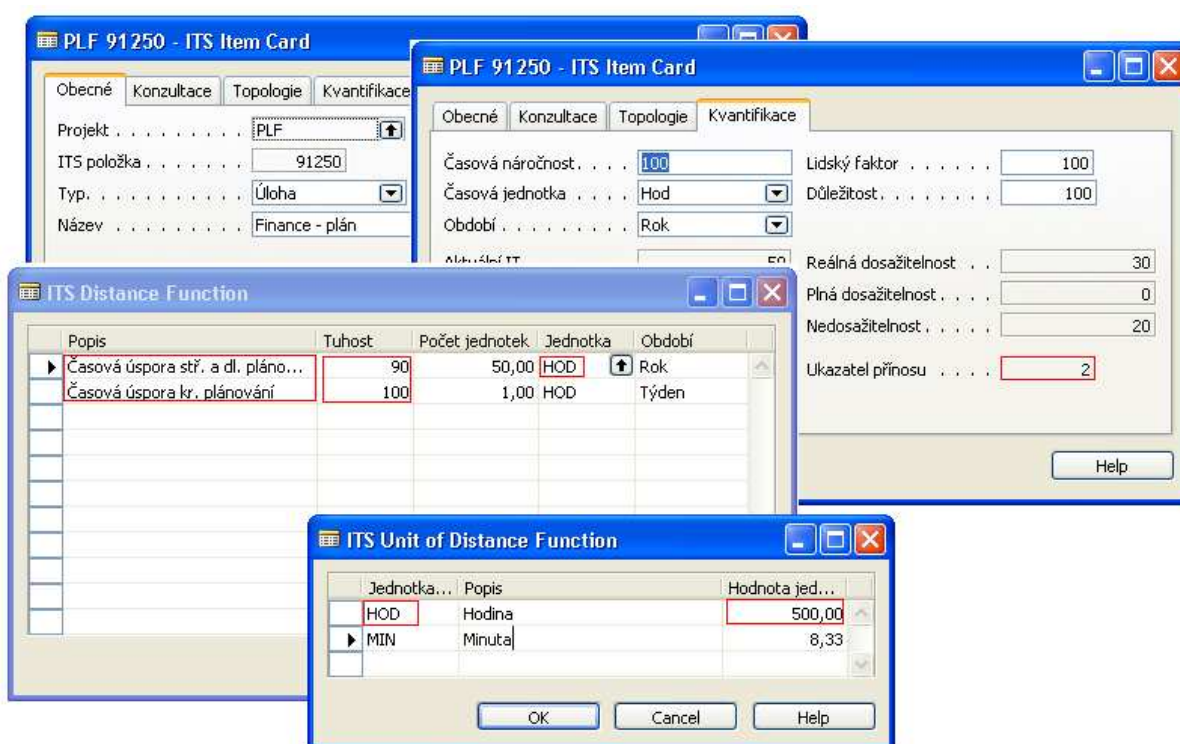 PLF 91250 - ITS Item Card
Obecné Konzultace Topologie Kvantifikace
Projekt . . . . . . . . . PLF
ITS položka . . . . . . . 91250
Typ. . . . . . . . . . . Úloha
Název . . . . . . . . . Finance - plán
PLF 91250 - ITS Item Card
Obecné Konzultace Topologie Kvantifikace
Časová náročnost. . . . 100 Lidský faktor . . . . . . 100
Časová jednotka . . . . Hod Důležitost. . . . . . . . 100
Období . . . . . . . . . Rok
Aktuální IT 50 Reálná dosažitelnost . . 30
Plná dosažitelnost . . . . 0
Nedosažitelnost . . . . . 20
Ukazatel přínosu . . . . 2
Help
ITS Distance Function
Popis Tuhost Počet jednotek Jednotka Období
Časová úspora stř. a dl. pláno... 90 50,00 HOD Rok
Časová úspora kr. plánování 100 1,00 HOD Týden
ITS Unit of Distance Function
Jednotka... Popis Hodnota jed...
HOD Hodina 500,00
MIN Minuta 8,33
OK Cancel Help